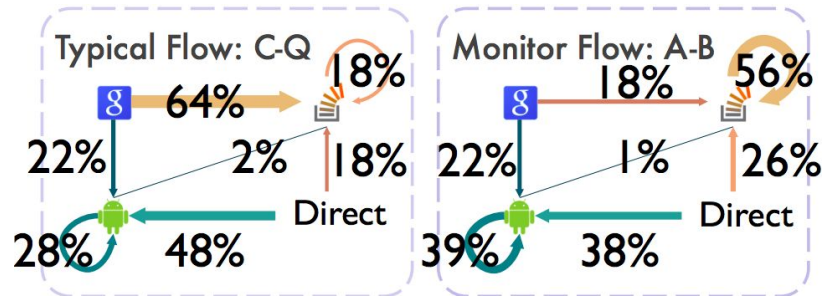 Typical Flow: C-Q
18%
g
64%
22%
2%
18%
Direct
28%
48%
Monitor Flow: A-B
56%
g
18%
22%
1%
26%
Direct
39%
38%